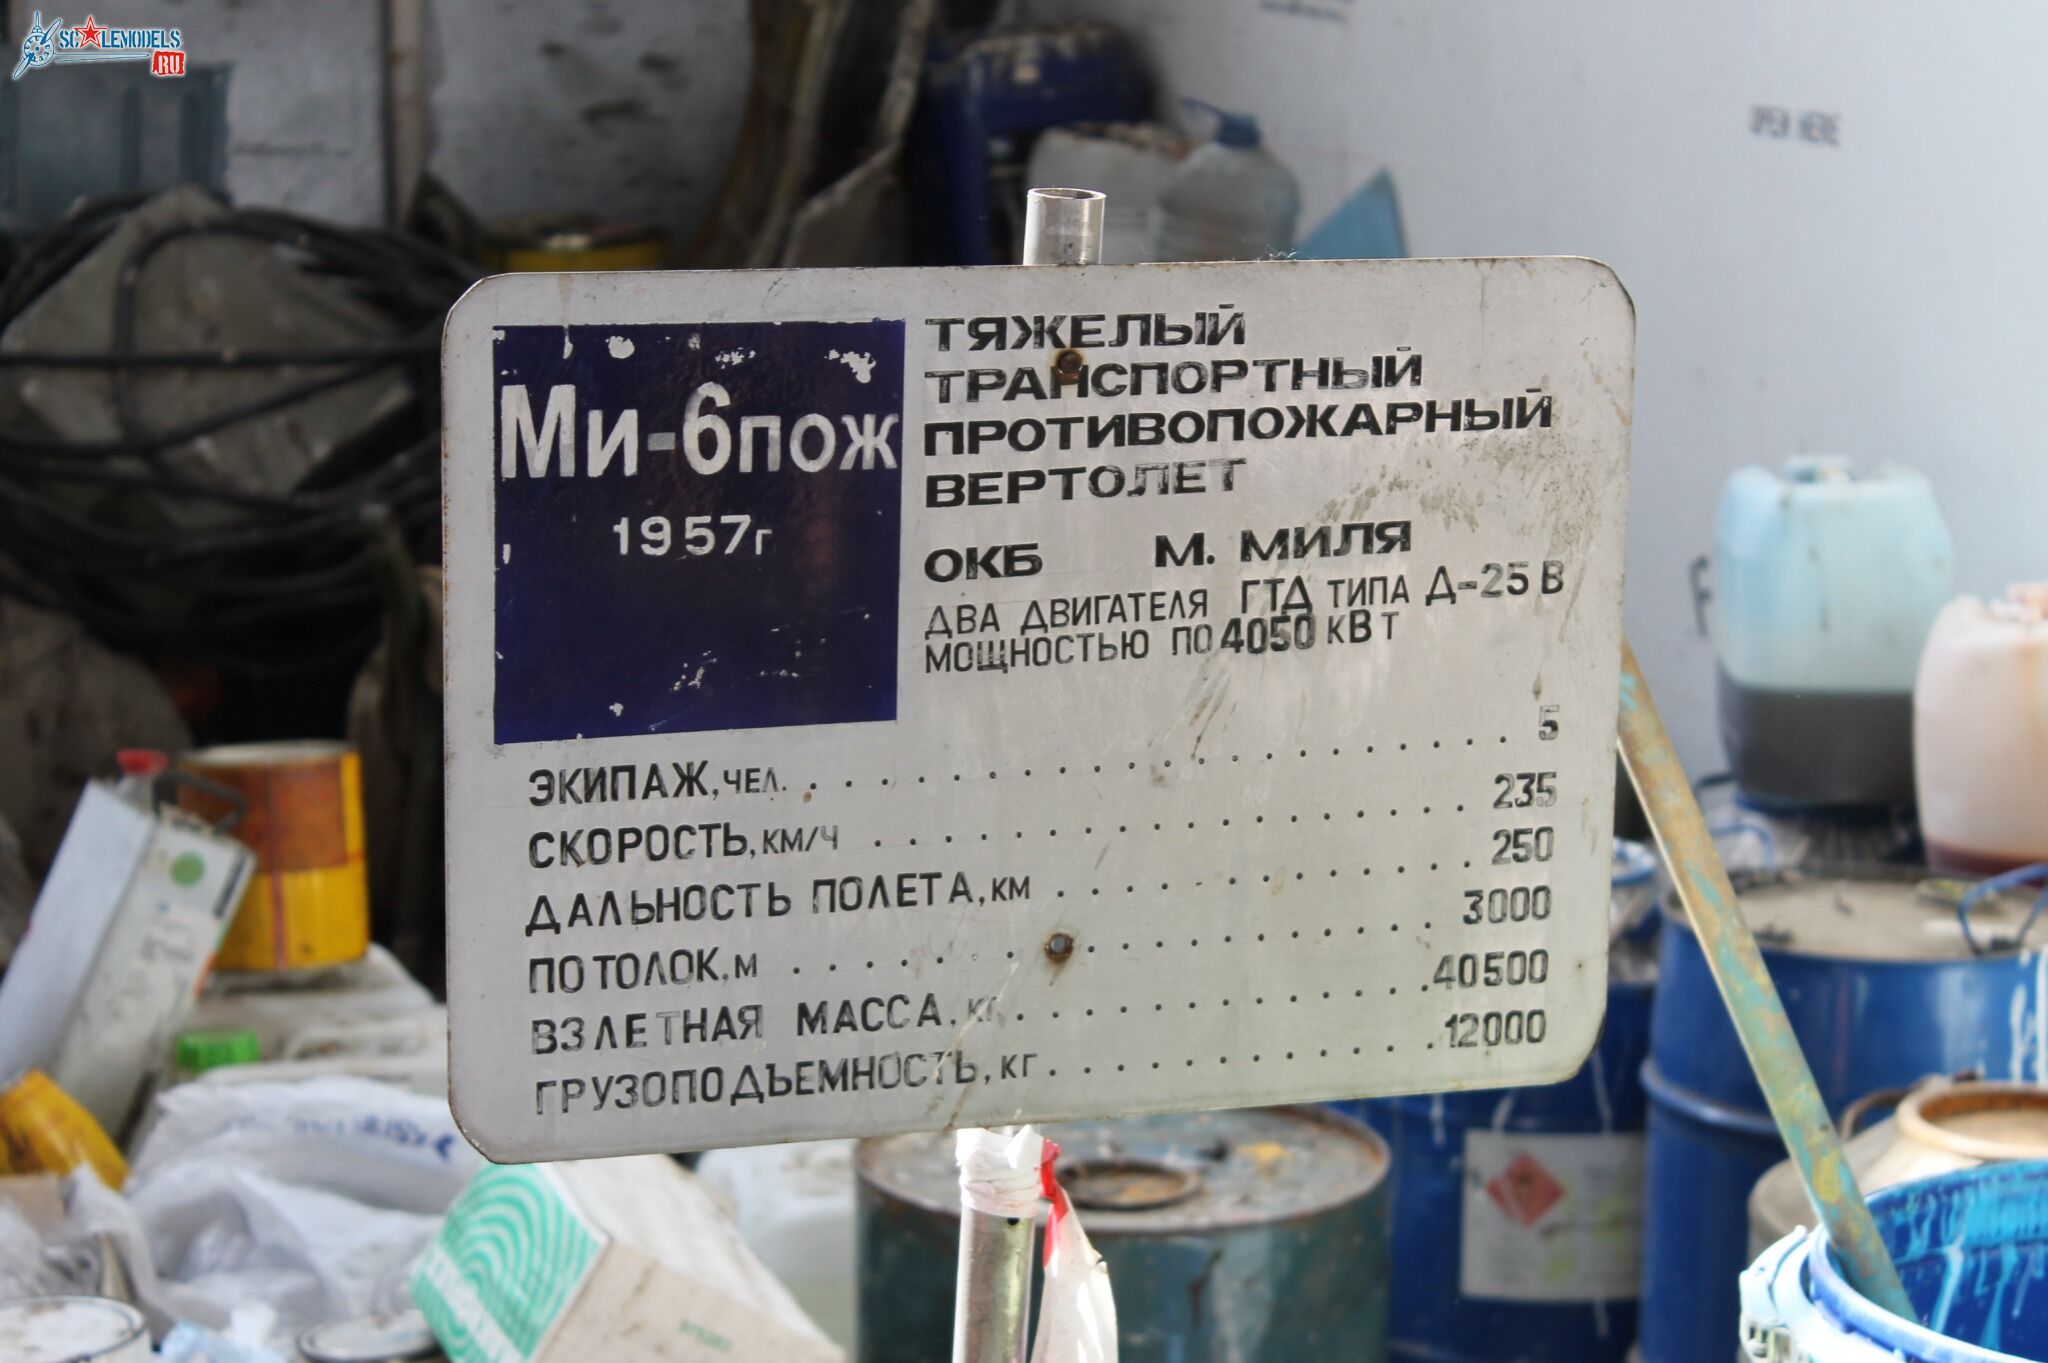 SCALEMODELS
RU
OPEN HERE
Ми-6пож
1957г
ТЯЖЕЛЫЙ
ТРАНСПОРТНЫЙ
ПРОТИВОПОЖАРНЫЙ
ВЕРТОЛЕТ
ОКБ М. МИЛЯ
ДВА ДВИГАТЕЛЯ ГТД ТИПА Д-25 В
МОЩНОСТЬЮ ПО 4050 КВТ
ЭКИПАЖ, ЧЕЛ. . . . . . . . . . . . . . . . . . . . 5
СКОРОСТЬ, КМ/Ч . . . . . . . . . . . . . . . . . 235
ДАЛЬНОСТЬ ПОЛЕТА, КМ . . . . . . . . . . . . 250
ПОТОЛОК, М . . . . . . . . . . . . . . . . . . 3000
ВЗЛЕТНАЯ МАССА, КГ. . . . . . . . . . . . . . 40500
ГРУЗОПОДЪЕМНОСТЬ, КГ. . . . . . . . . . . . . 12000